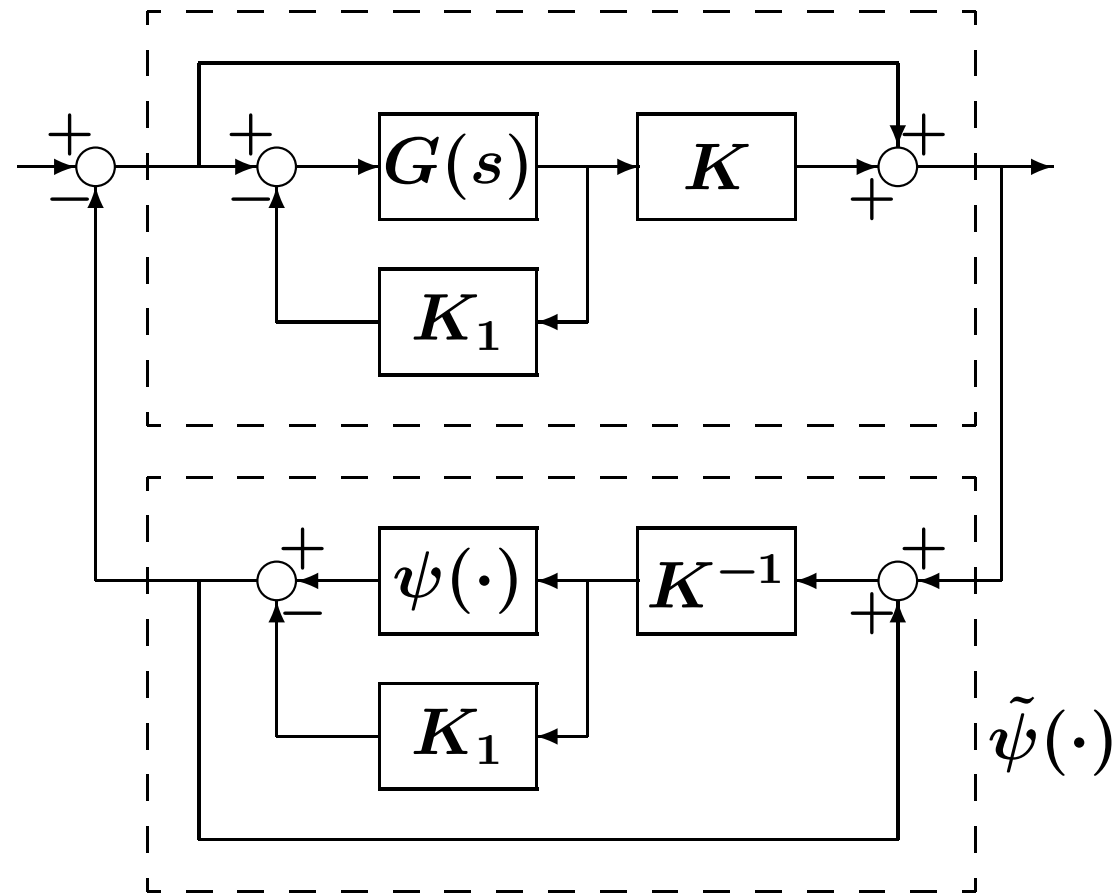 + + +
G(s) K
− − +
K₁
+ + 
ψ(·) K⁻¹
− +
K₁
ψ̃(·)